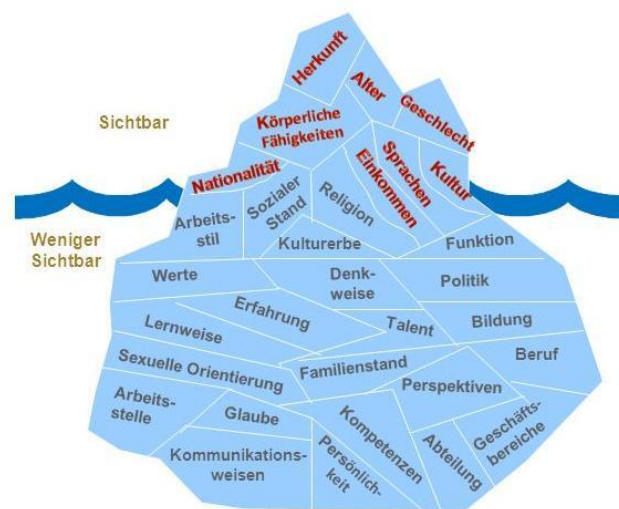 Herkunft
Alter
Geschlecht
Sichtbar
Körperliche
Fähigkeiten
Sprachen
Einkommen
Kultur
Nationalität
Arbeits-
stil
Sozialer
Stand
Religion
Weniger
Sichtbar
Kulturerbe
Funktion
Werte
Denk-
weise
Politik
Erfahrung
Lernweise
Talent
Bildung
Sexuelle Orientierung
Familienstand
Beruf
Perspektiven
Arbeits-
stelle
Glaube
Kompetenzen
Geschäfts-
bereiche
Abteilung
Kommunikations-
weisen
Persönlich-
keit